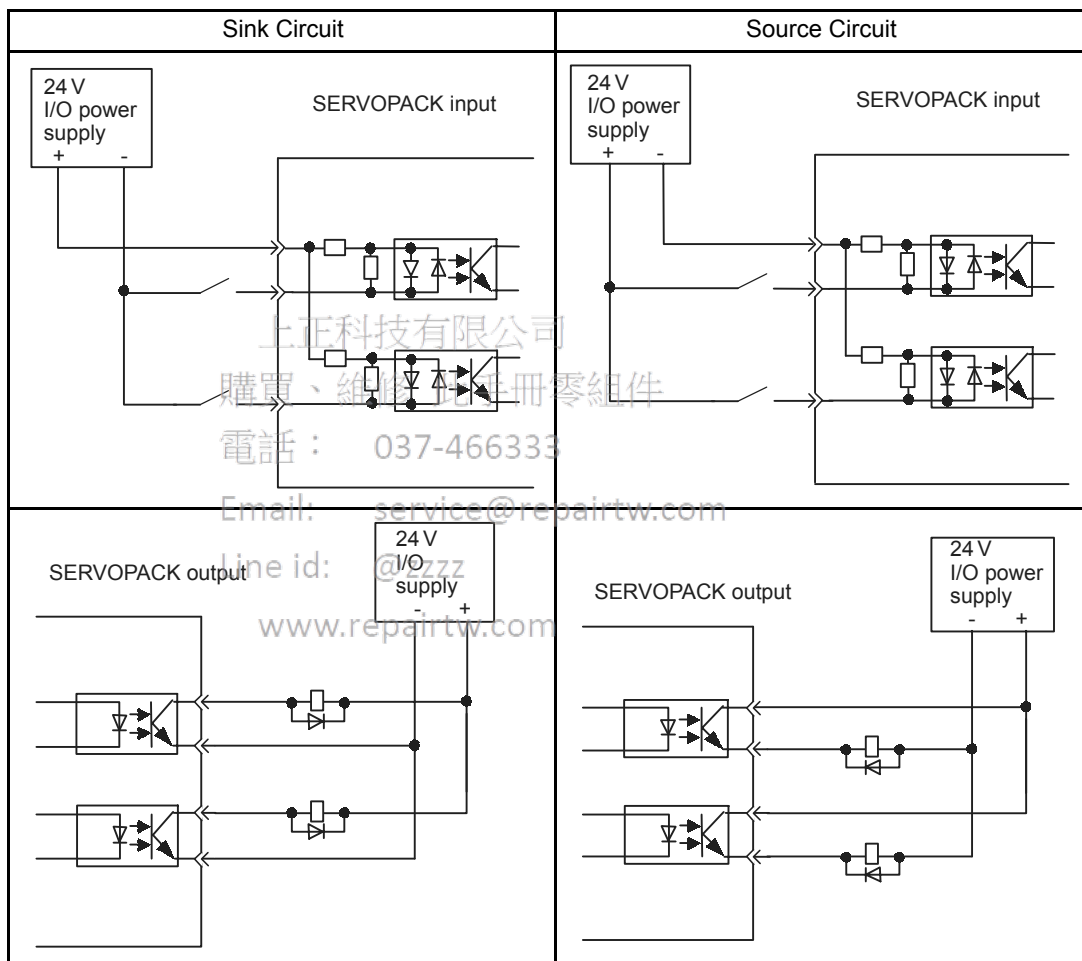 Sink Circuit
Source Circuit
24 V
I/O power
supply
+ -
SERVOPACK input
24 V
I/O power
supply
+ -
SERVOPACK input
上正科技有限公司
購買、維修 此手冊零組件
電話： 037-466333
Email: service@repairtw.com
Line id: @zzzz
www.repairtw.com
SERVOPACK output
24 V
I/O
supply
- +
SERVOPACK output
24 V
I/O power
supply
- +